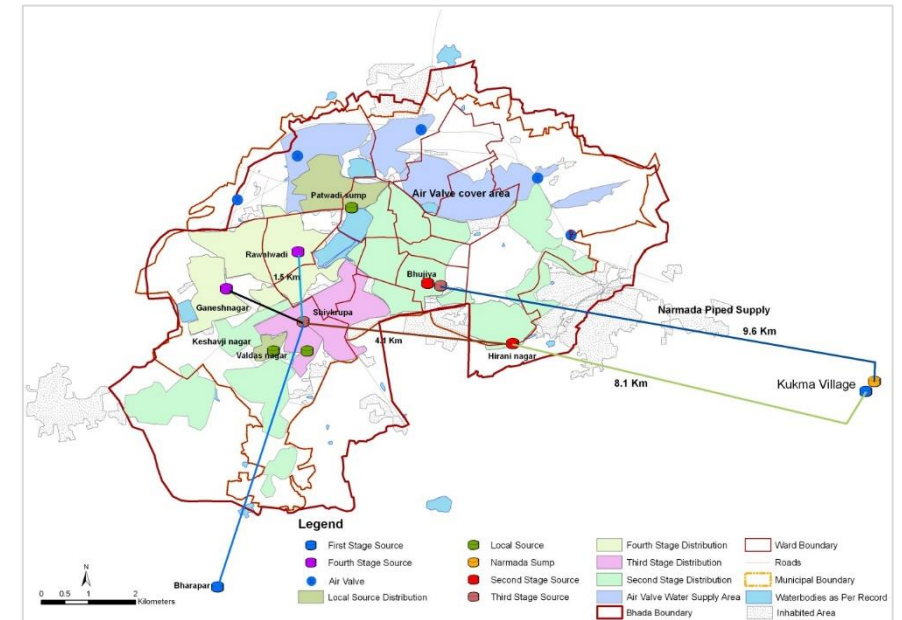 Patwadi sump
Air Valve cover area
Rawalwadi
1.5 Km
Bhujiya
Ganeshnagar
Shivkrupa
Narmada Piped Supply
9.6 Km
Keshavji nagar
4.1 Km
Valdas nagar
Hirani nagar
8.1 Km
Kukma Village
Bharapar
Legend
First Stage Source
Fourth Stage Source
Air Valve
Local Source Distribution
Local Source
Narmada Sump
Second Stage Source
Third Stage Source
Fourth Stage Distribution
Third Stage Distribution
Second Stage Distribution
Air Valve Water Supply Area
Bhada Boundary
Ward Boundary
Roads
Municipal Boundary
Waterbodies as Per Record
Inhabited Area
N
0 0.5 1 2
Kilometers